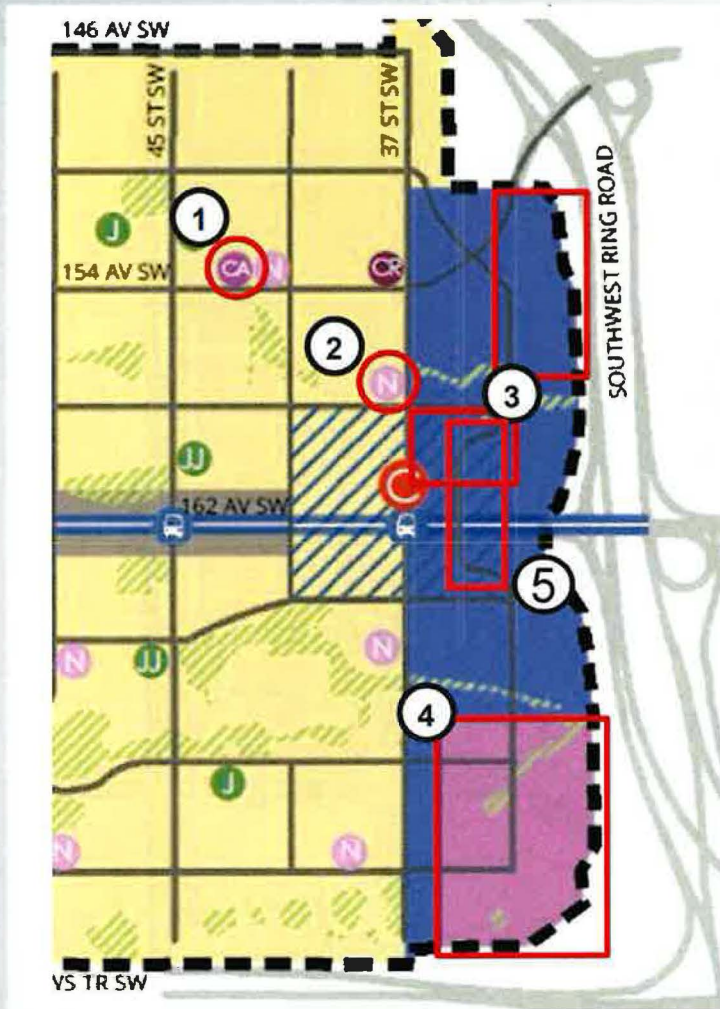 146 AV SW
45 ST SW
37 ST SW
SOUTHWEST RING ROAD
1
J
154 AV SW
CA
N
CR
2
N
3
JJ
C
162 AV SW
5
N
JJ
N
4
J
N
N
VS TR SW